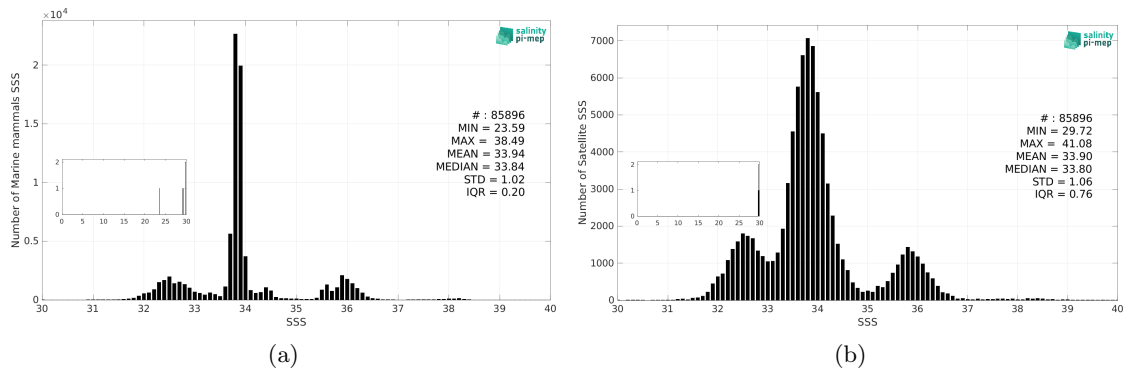 ×10⁴
salinity
pi-mep
Number of Marine mammals SSS
2
1.5
1
0.5
0
# : 85896
MIN = 23.59
MAX = 38.49
MEAN = 33.94
MEDIAN = 33.84
STD = 1.02
IQR = 0.20
2
1
0
0 5 10 15 20 25 30
30 31 32 33 34 35 36 37 38 39 40
SSS
(a)
salinity
pi-mep
Number of Satellite SSS
7000
6000
5000
4000
3000
2000
1000
0
# : 85896
MIN = 29.72
MAX = 41.08
MEAN = 33.90
MEDIAN = 33.80
STD = 1.06
IQR = 0.76
2
1
0
0 5 10 15 20 25 30
30 31 32 33 34 35 36 37 38 39 40
SSS
(b)